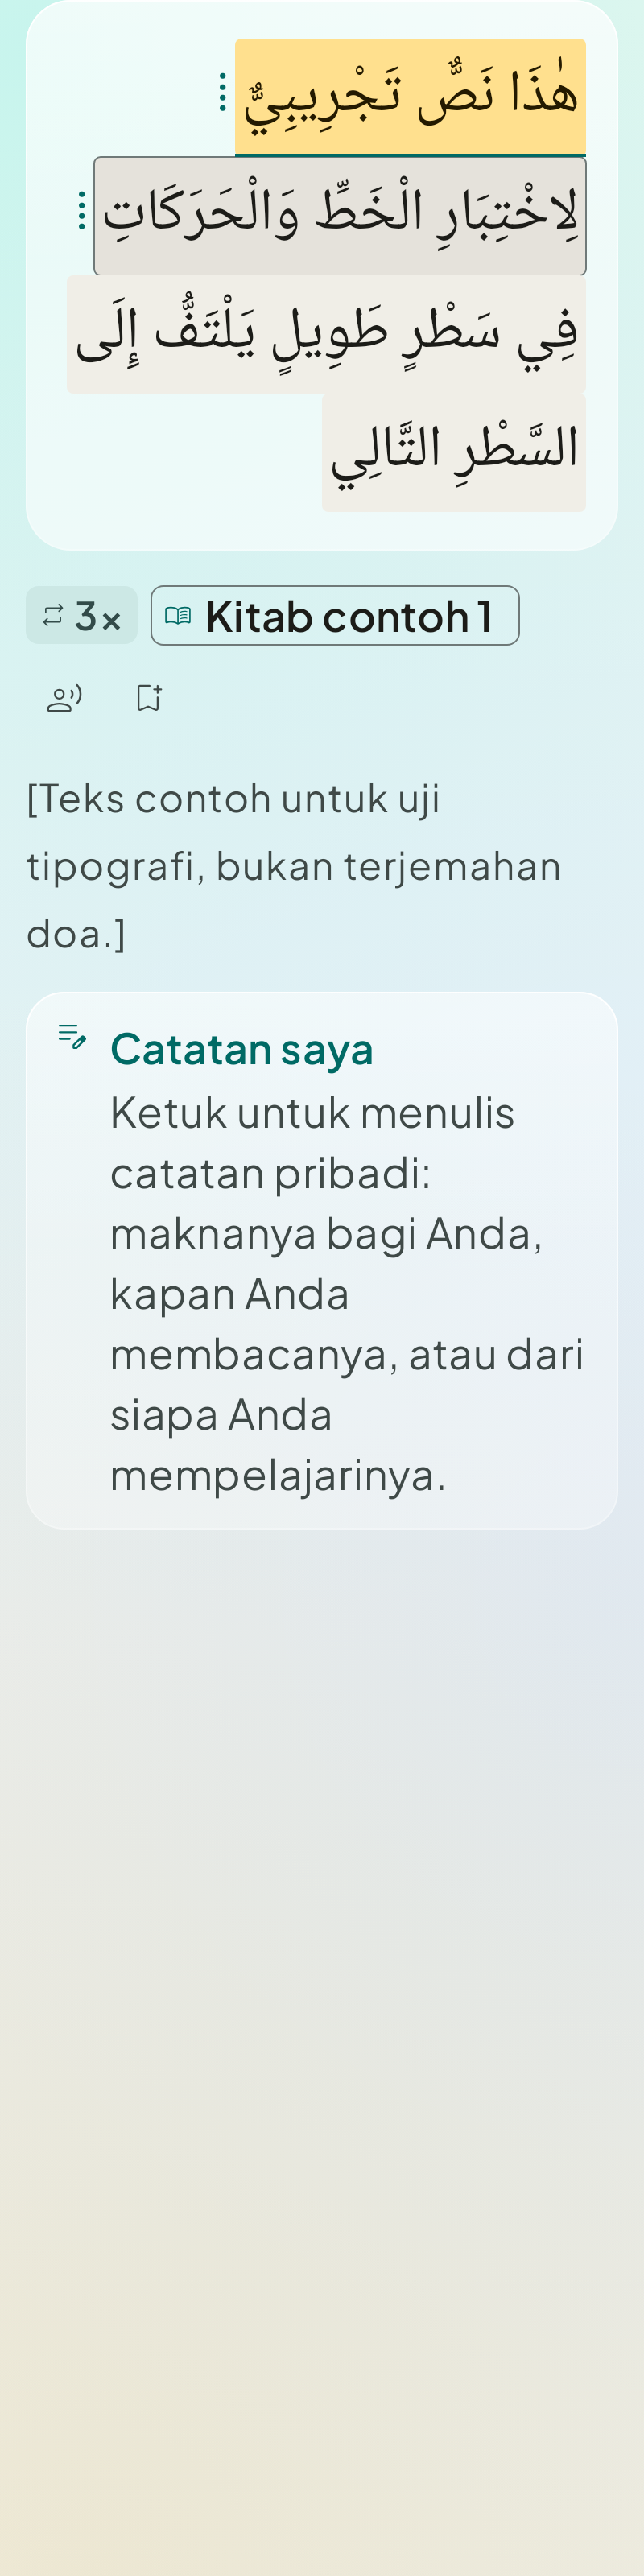 هٰذَا نَصٌّ تَجْرِيبِيٌّ
لِاخْتِبَارِ الْخَطِّ وَالْحَرَكَاتِ
فِي سَطْرٍ طَوِيلٍ يَلْتَفُّ إِلَى
السَّطْرِ التَّالِي
3×
Kitab contoh 1
[Teks contoh untuk uji
tipografi, bukan terjemahan
doa.]
Catatan saya
Ketuk untuk menulis
catatan pribadi:
maknanya bagi Anda,
kapan Anda
membacanya, atau dari
siapa Anda
mempelajarinya.